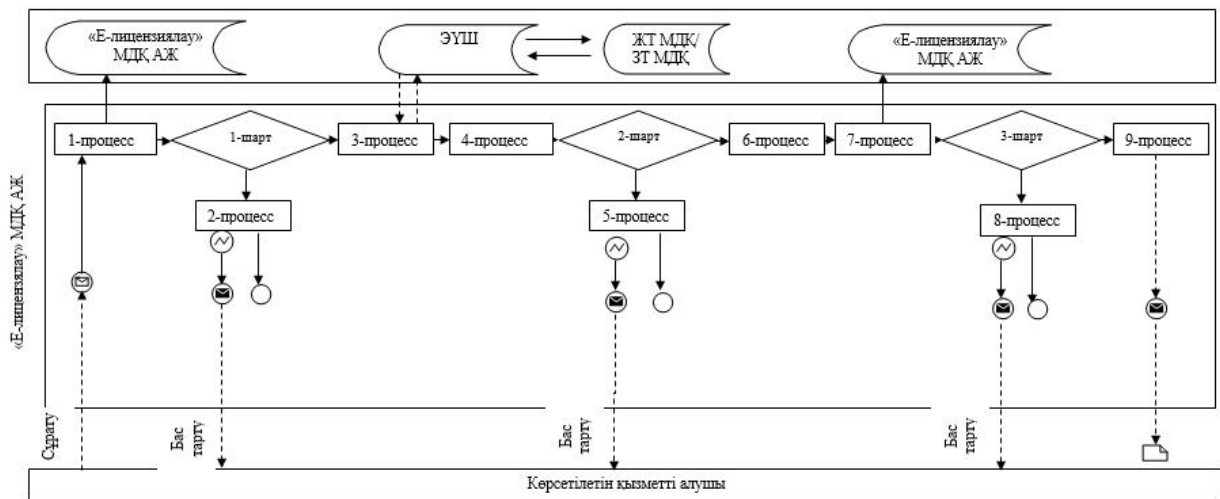 «Е-лицензиялау»
МДҚ АЖ
ЭҮШ
ЖТ МДҚ/
ЗТ МДҚ
«Е-лицензиялау»
МДҚ АЖ
«Е-лицензялау» МДҚ АЖ
1-процесс
1-шарт
3-процесс
4-процесс
2-шарт
6-процесс
7-процесс
3-шарт
9-процесс
2-процесс
5-процесс
8-процесс
Сұрату
Бас
тарту
Бас
тарту
Бас
тарту
Көрсетілетін қызметті алушы